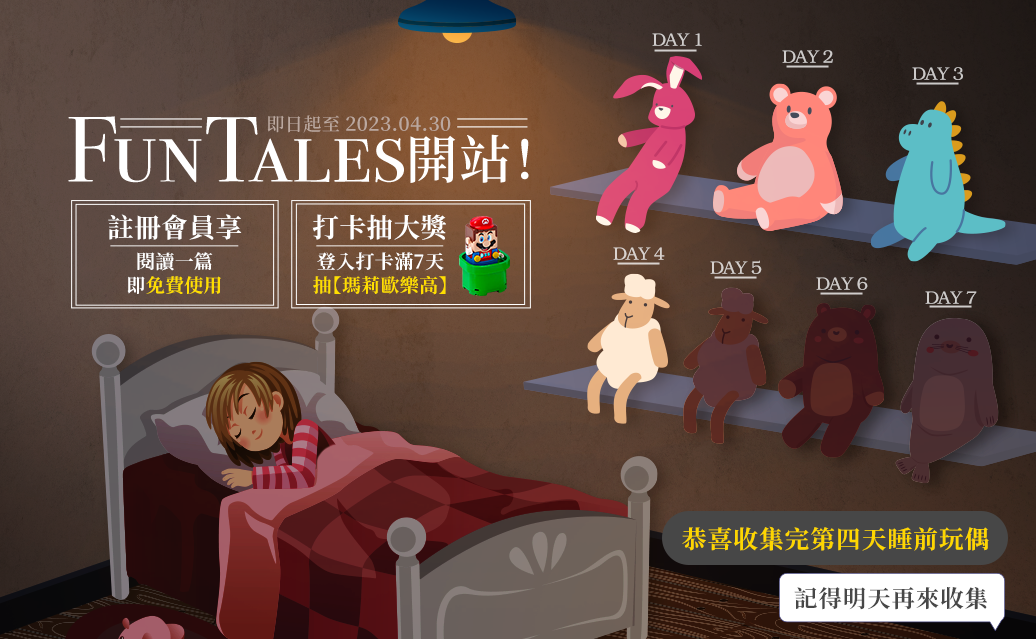 即日起至 2023.04.30
FUNTALES開站!
註冊會員享
閱讀一篇
即免費使用
打卡抽大獎
登入打卡滿7天
抽【瑪莉歐樂高】
DAY 1
DAY 2
DAY 3
DAY 4
DAY 5
DAY 6
DAY 7
恭喜收集完第四天睡前玩偶
記得明天再來收集